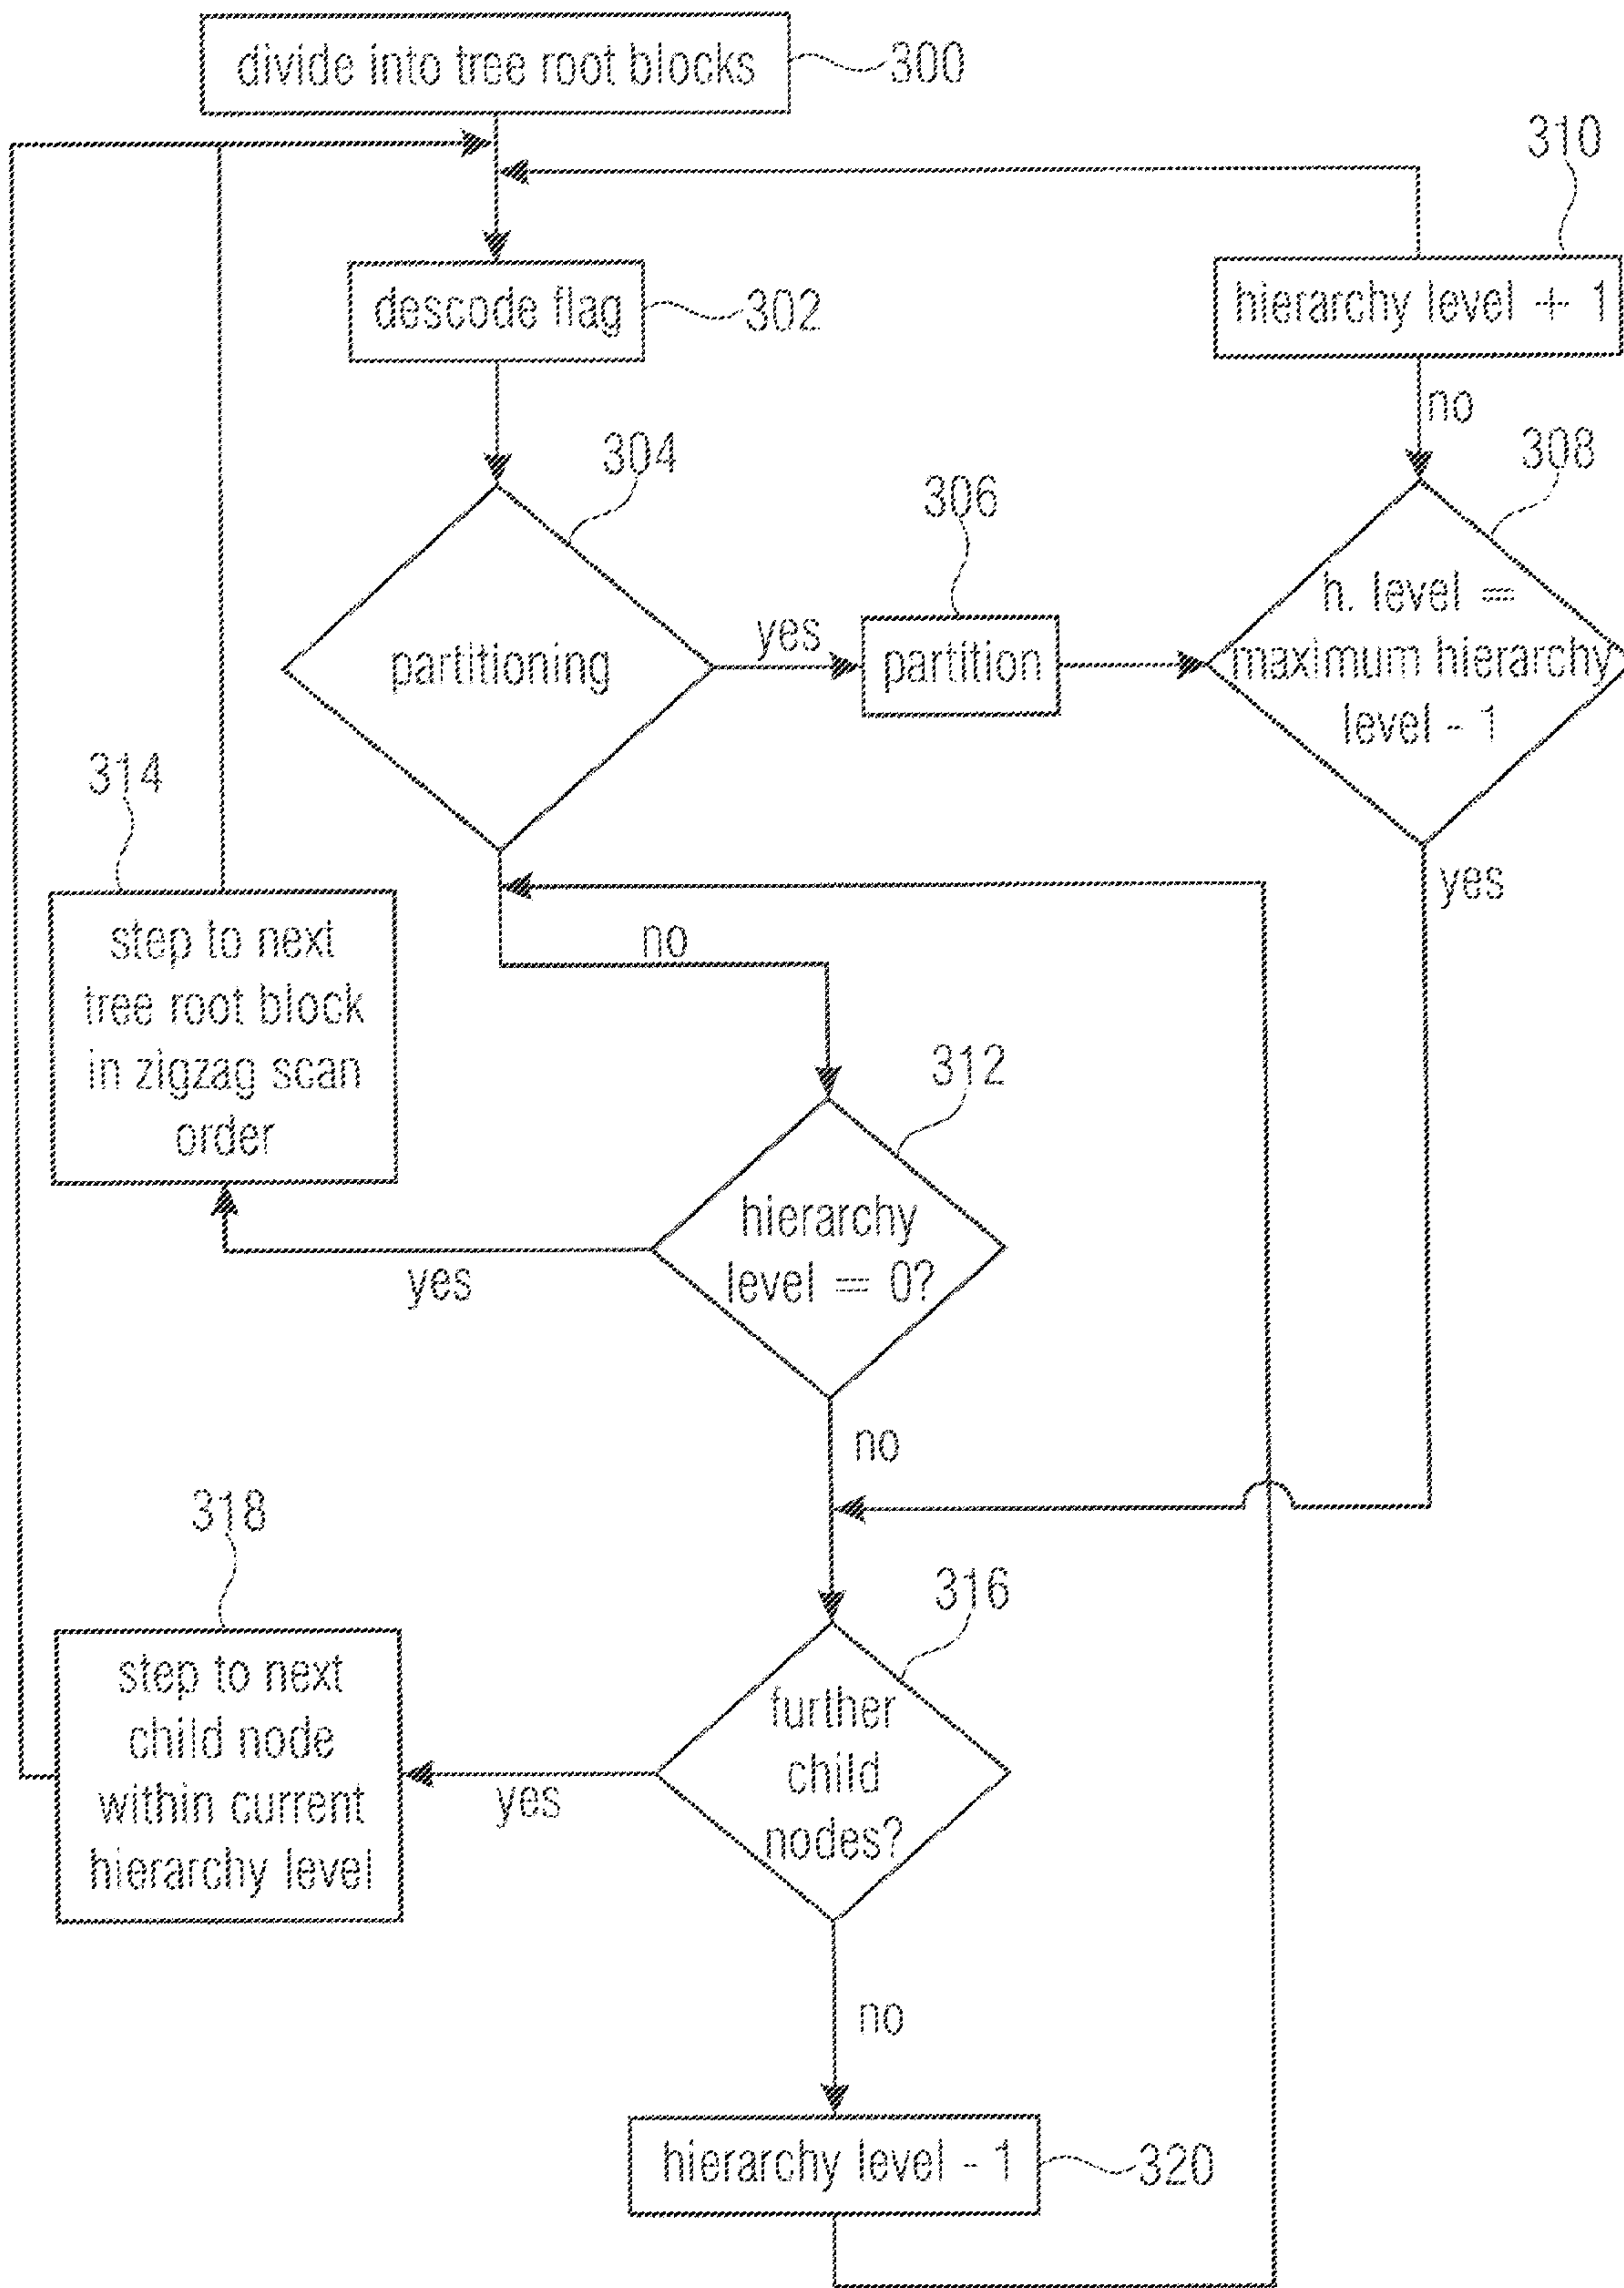 divide into tree root blocks
300
310
descode flag
302
hierarchy level + 1
no
304
308
306
partitioning
yes
partition
h. level =
maximum hierarchy
level - 1
314
yes
step to next
tree root block
in zigzag scan
order
no
312
hierarchy
level = 0?
yes
no
318
316
step to next
child node
within current
hierarchy level
yes
further
child
nodes?
no
hierarchy level - 1
320